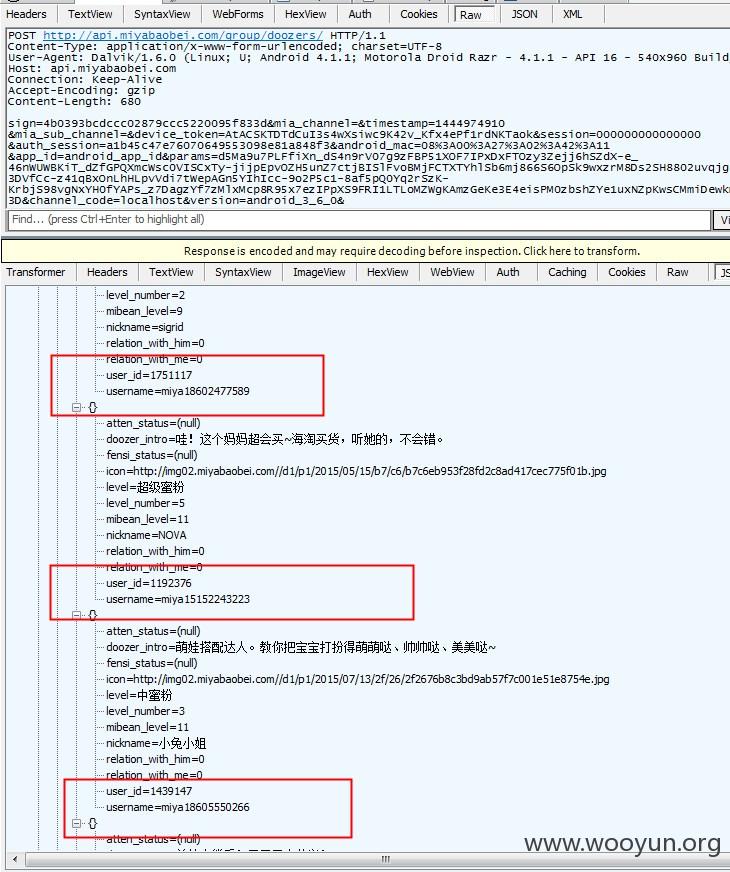 Headers TextView SyntaxView WebForms HexView Auth Cookies Raw JSON XML
POST http://api.miyabaobei.com/group/doozers/ HTTP/1.1
Content-Type: application/x-www-form-urlencoded; charset=UTF-8
User-Agent: Dalvik/1.6.0 (Linux; U; Android 4.1.1; Motorola Droid Razr - 4.1.1 - API 16 - 540x960 Build,
Host: api.miyabaobei.com
Connection: Keep-Alive
Accept-Encoding: gzip
Content-Length: 680
sign=4b0393bcdccc02879ccc5220095f833d&mia_channel=&timestamp=1444974910
&mia_sub_channel=&device_token=AtACSKTDTdCuI3s4wXsiwc9K42v_Kfx4ePf1rdNKTaok&session=000000000000000
&auth_session=a1b45c47e7607064955​3098e81a848f3&android_mac=08%3A00%3A27%3A02%3A42%3A11
&app_id=android_app_id&params=d5Ma9u7PLFfiXn_dS4n9rVO7g9zFBP51XOF7IPxDxFTOzy3Zejj6hSZdX-e_
3D&channel_code=localhost&version=android_3_6_0&
Find... (press Ctrl+Enter to highlight all)
Response is encoded and may require decoding before inspection. Click here to transform.
Transformer Headers TextView SyntaxView ImageView HexView WebView Auth Caching Cookies Raw
level_number=2
mibean_level=9
nickname=sigrid
relation_with_him=0
relation_with_me=0
user_id=1751117
username=miya18602477589
{}
atten_status=(null)
doozer_intro=哇！这个妈妈超会买~海淘买货，听她的，不会错。
fensi_status=(null)
icon=http://img02.miyabaobei.com//d1/p1/2015/05/15/b7/c6/b7c6eb953f28fd2c8ad417cec775f01b.jpg
level=超级蜜粉
level_number=5
mibean_level=11
nickname=NOVA
relation_with_him=0
relation_with_me=0
user_id=1192376
username=miya15152243223
{}
atten_status=(null)
doozer_intro=萌娃搭配达人。教你把宝宝打扮得萌萌哒、帅帅哒、美美哒~
fensi_status=(null)
icon=http://img02.miyabaobei.com//d1/p1/2015/07/13/2f/26/2f2676b8c3bd9ab57f7c001e51e8754e.jpg
level=中蜜粉
level_number=3
mibean_level=11
nickname=小兔小姐
relation_with_him=0
relation_with_me=0
user_id=1439147
username=miya18605550266
{}
atten_status=(null)
www.wooyun.org